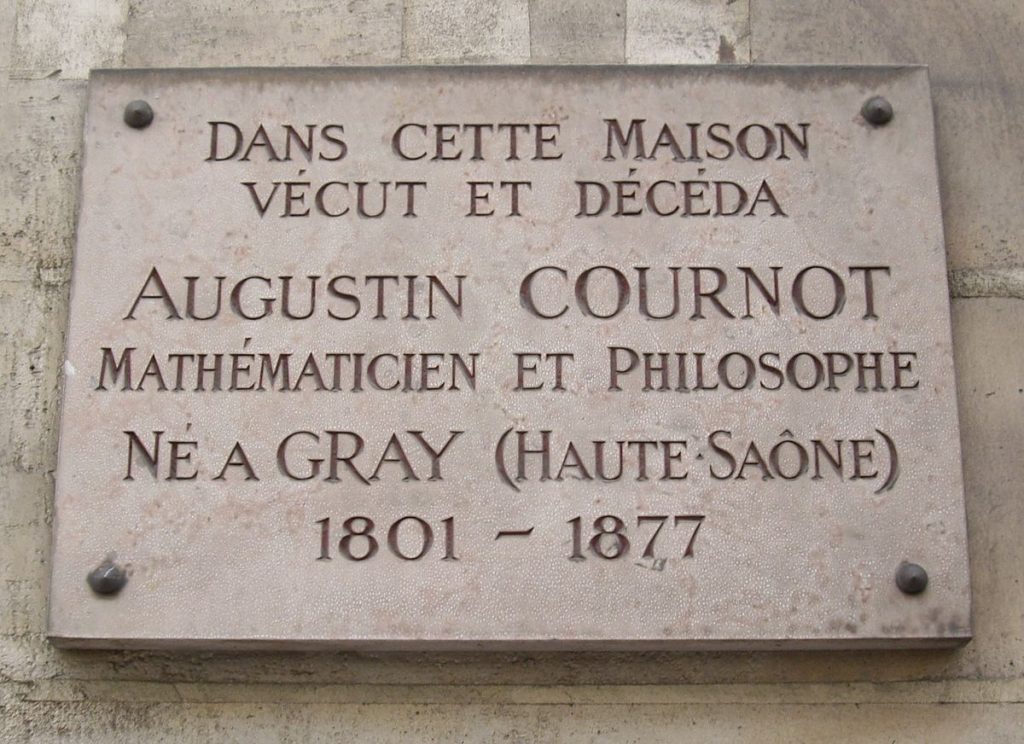 DANS CETTE MAISON
VÉCUT ET DÉCÉDA
AUGUSTIN COURNOT
MATHÉMATICIEN ET PHILOSOPHE
NÉ A GRAY (HAUTE-SAÔNE)
1801 - 1877